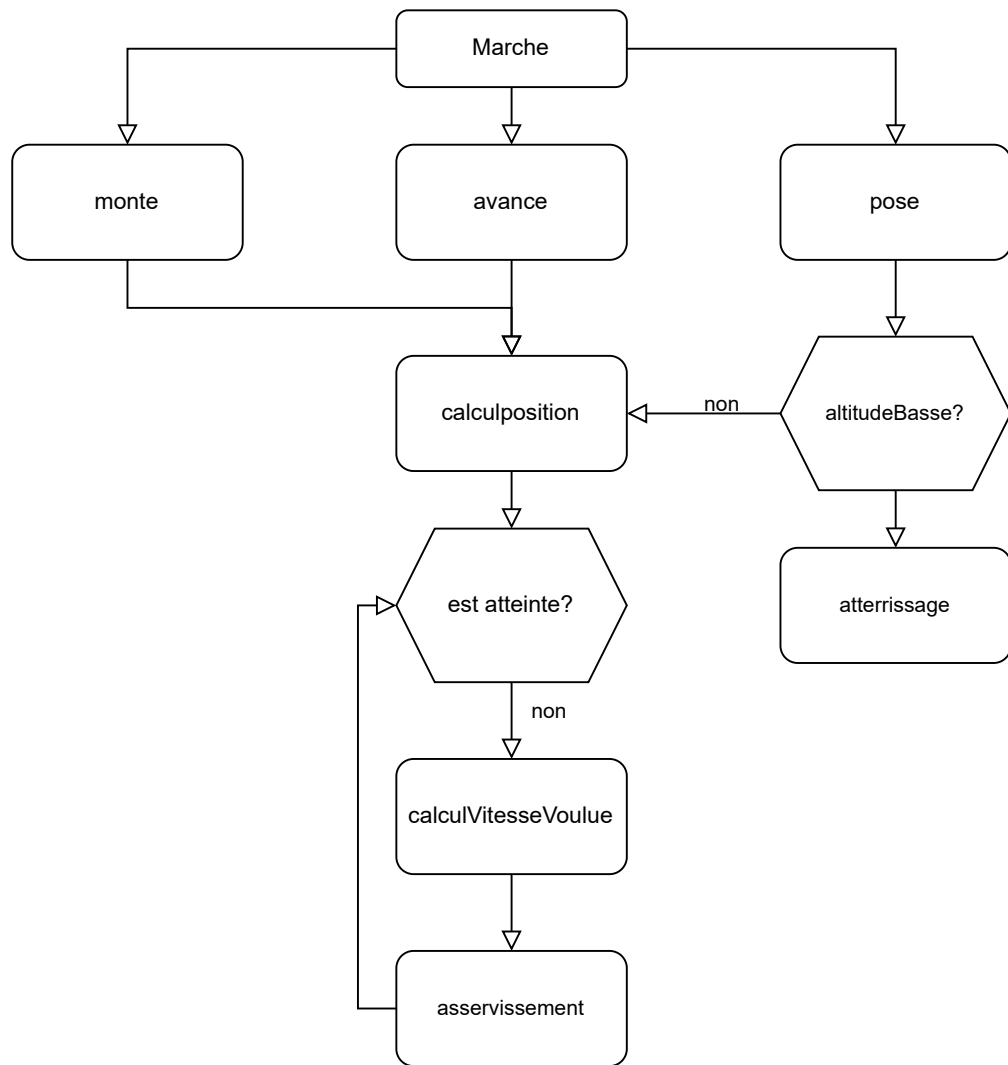 Marche
monte
avance
pose
calculposition
non
altitudeBasse?
est atteinte?
atterrissage
non
calculVitesseVoulue
asservissement